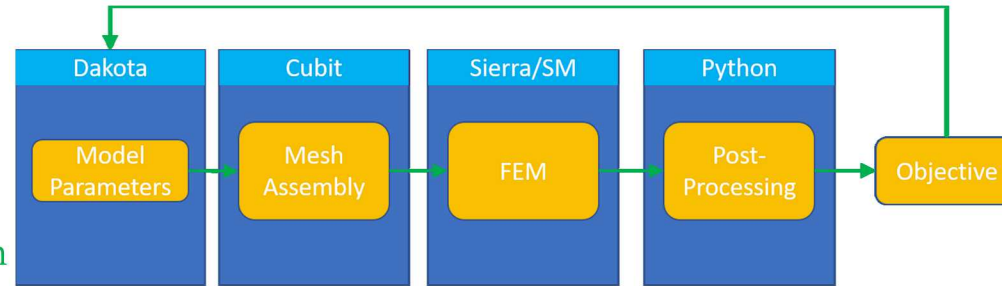 Dakota
Cubit
Sierra/SM
Python
Model
Parameters
Mesh
Assembly
FEM
Post-
Processing
Objective